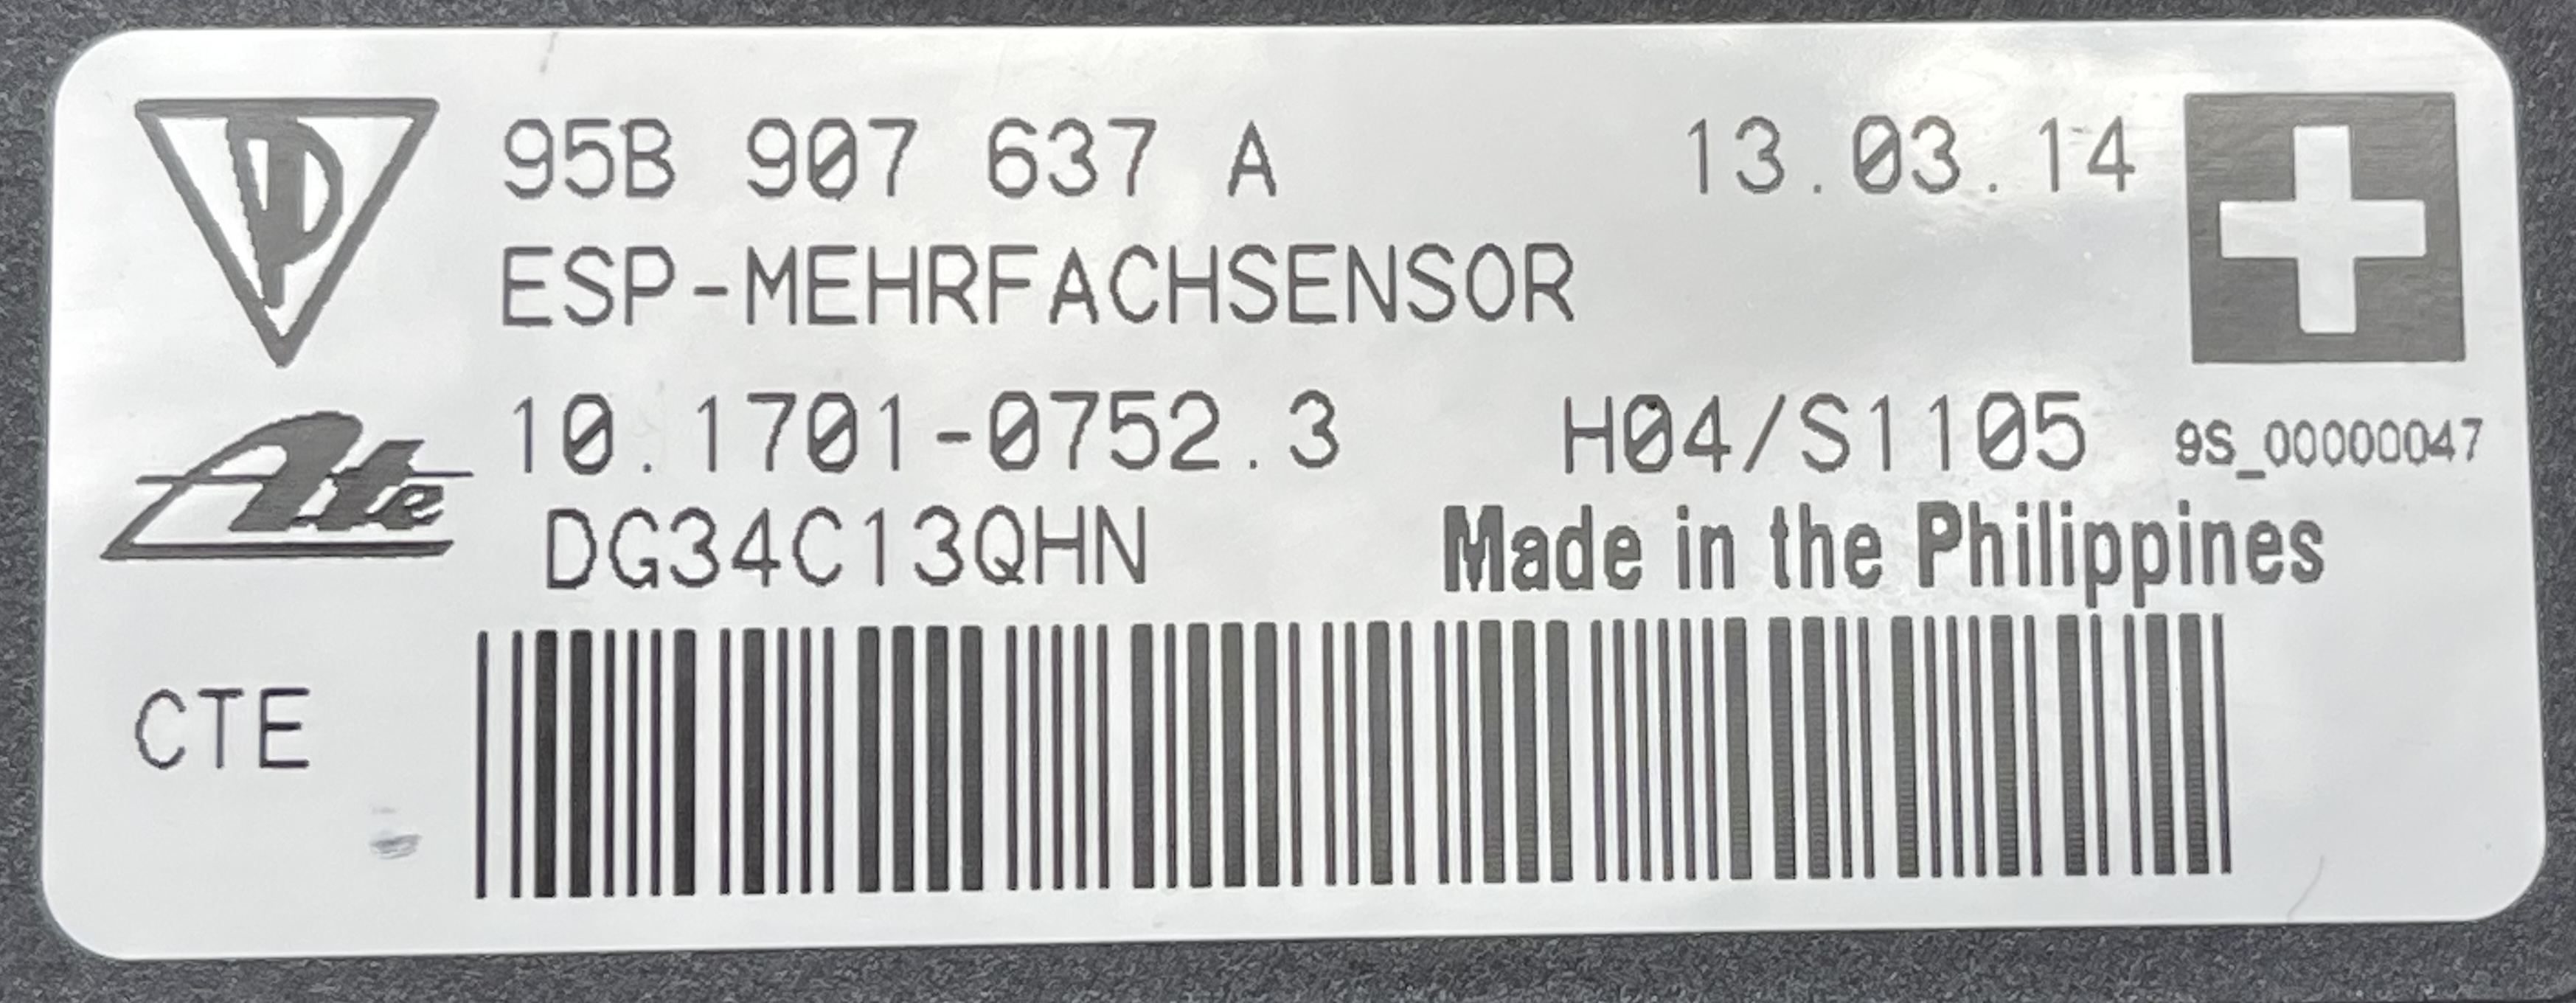 95B 907 637 A 13.03.14
ESP-MEHRFACHSENSOR
10.1701-0752.3 H04/S1105 9S_00000047
Ate DG34C13QHN Made in the Philippines
CTE